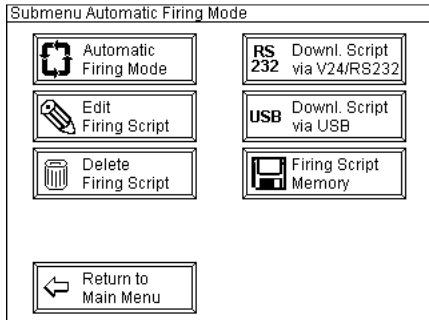 Submenu Automatic Firing Mode
Automatic
Firing Mode
RS
232
Downl. Script
via V24/RS232
Edit
Firing Script
USB
Downl. Script
via USB
Delete
Firing Script
Firing Script
Memory
Return to
Main Menu